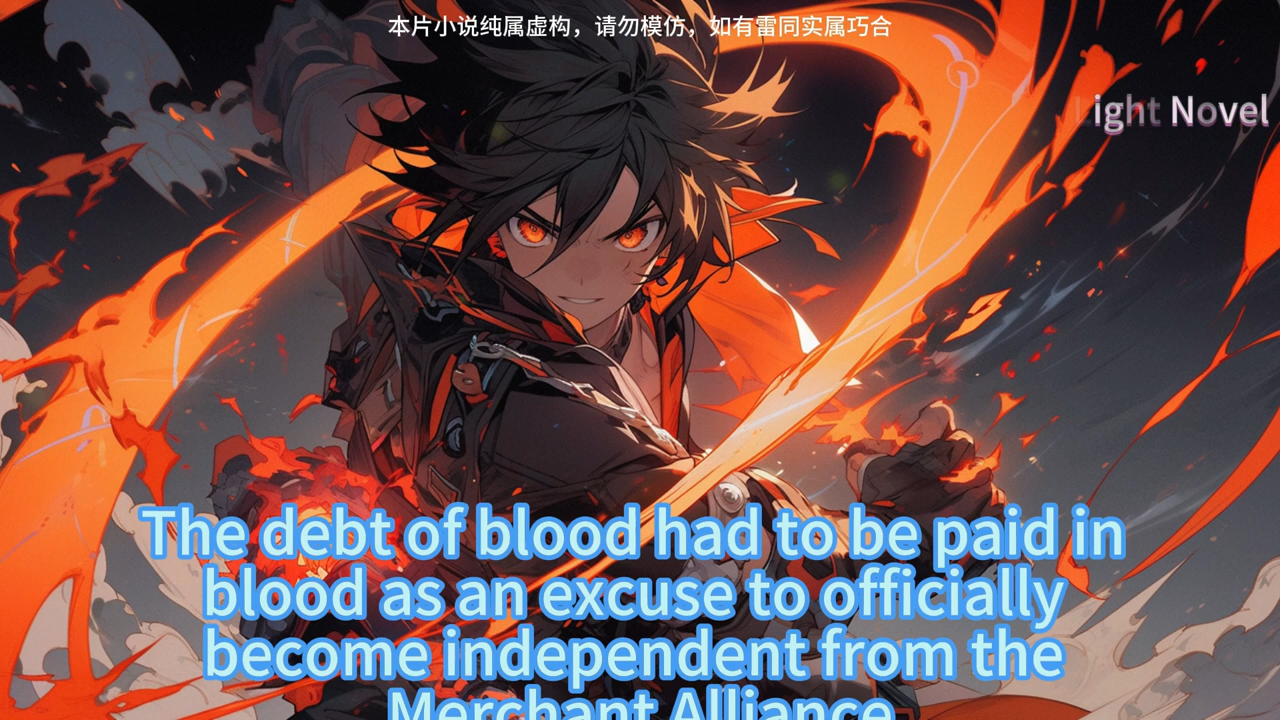 本片小说纯属虚构，请勿模仿，如有雷同实属巧合
Light Novel
The debt of blood had to be paid in
blood as an excuse to officially
become independent from the
Merchant Alliance